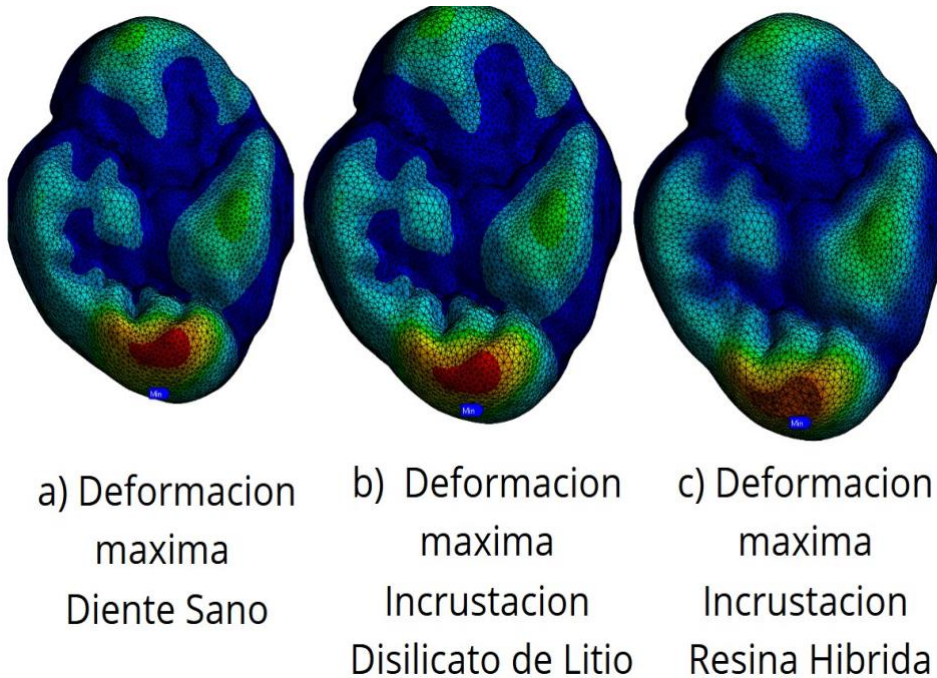 Min
Min
Min
a) Deformacion
maxima
Diente Sano
b) Deformacion
maxima
Incrustacion
Disilicato de Litio
c) Deformacion
maxima
Incrustacion
Resina Hibrida